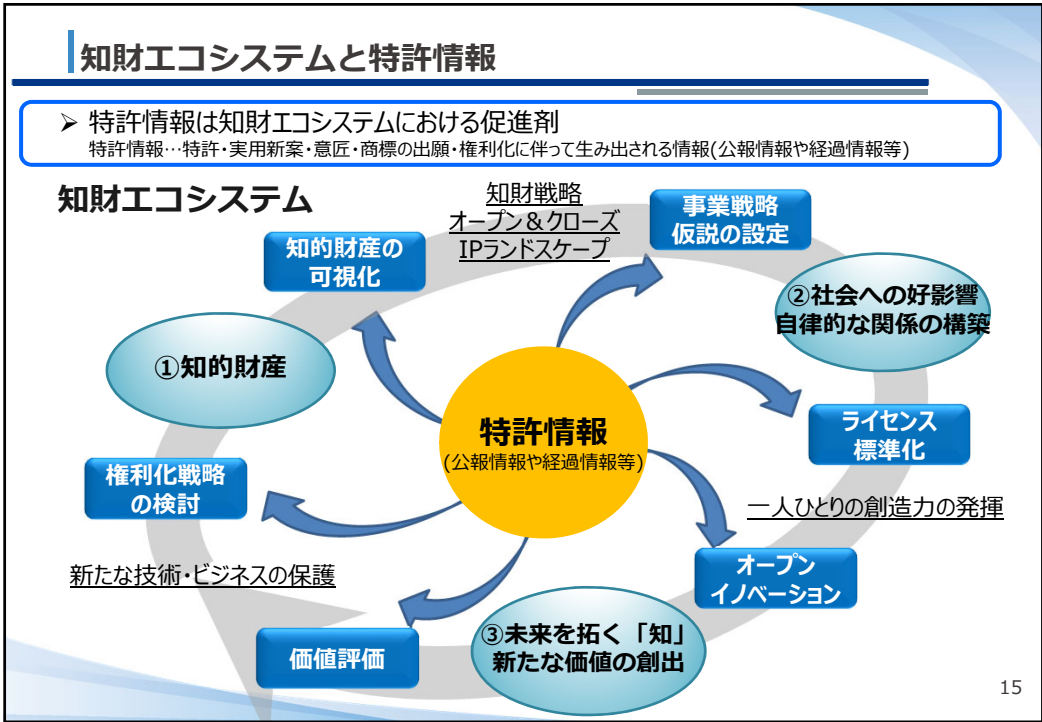 知財エコシステムと特許情報
➢ 特許情報は知財エコシステムにおける促進剤
特許情報…特許・実用新案・意匠・商標の出願・権利化に伴って生み出される情報(公報情報や経過情報等)
知財エコシステム
知財戦略
オープン＆クローズ
IPランドスケープ
事業戦略
仮説の設定
知的財産の
可視化
②社会への好影響
自律的な関係の構築
①知的財産
特許情報
(公報情報や経過情報等)
ライセンス
標準化
権利化戦略
の検討
一人ひとりの創造力の発揮
新たな技術・ビジネスの保護
オープン
イノベーション
③未来を拓く「知」
新たな価値の創出
価値評価
15